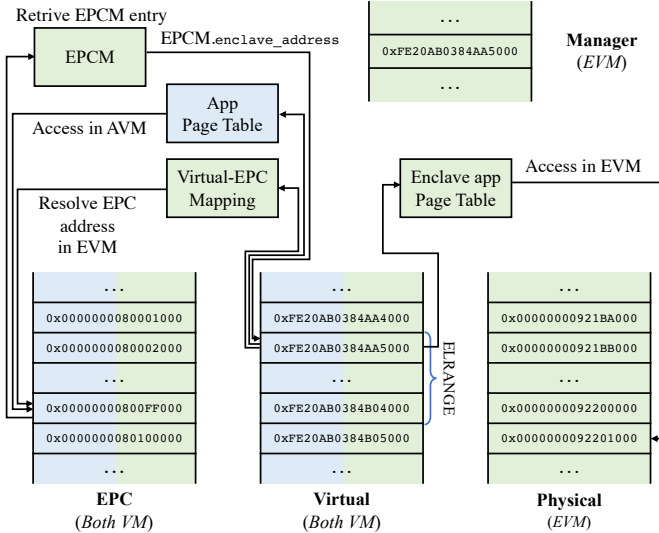 Retrive EPCM entry
EPCM
EPCM.enclave_address
...
0xFE20AB0384AA5000
...
Manager
(EVM)
App
Page Table
Access in AVM
Virtual-EPC
Mapping
Resolve EPC
address
in EVM
Enclave app
Page Table
Access in EVM
...
0x0000000080001000
0x0000000080002000
...
0x00000000800FF000
0x0000000080100000
...
EPC
(Both VM)
...
0xFE20AB0384AA4000
0xFE20AB0384AA5000
...
0xFE20AB0384B04000
0xFE20AB0384B05000
...
ELRANGE
Virtual
(Both VM)
...
0x00000000921BA000
0x00000000921BB000
...
0x0000000092200000
0x0000000092201000
...
Physical
(EVM)